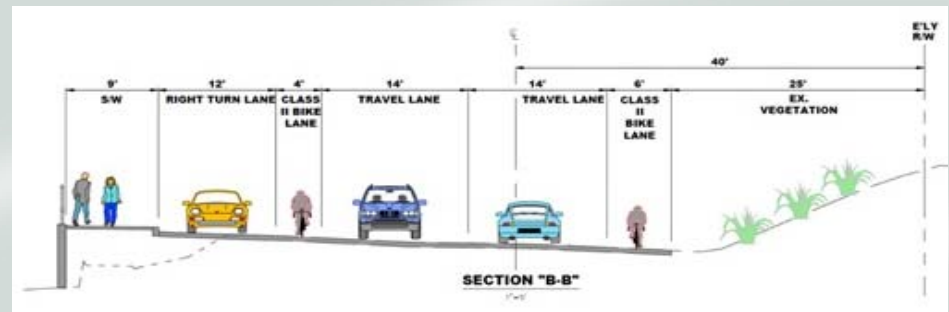 ℄
E'LY
R/W
40'
9' 12' 4' 14' 14' 6' 25'
S/W RIGHT TURN LANE CLASS II BIKE LANE TRAVEL LANE TRAVEL LANE CLASS II BIKE LANE EX. VEGETATION
SECTION "B-B"